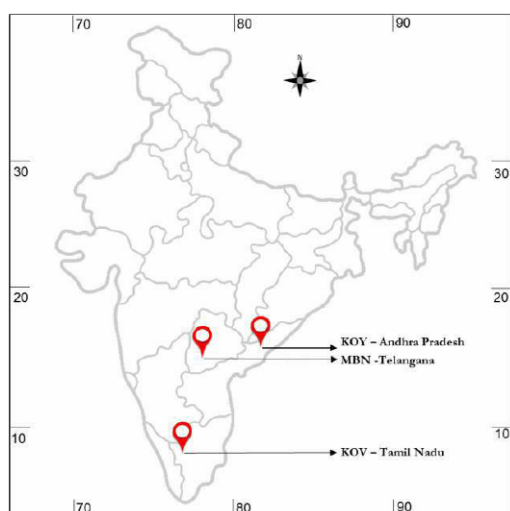 70 80 90
N
30 30
20 20
KOY – Andhra Pradesh
MBN -Telangana
10 10
KOV – Tamil Nadu
70 80 90